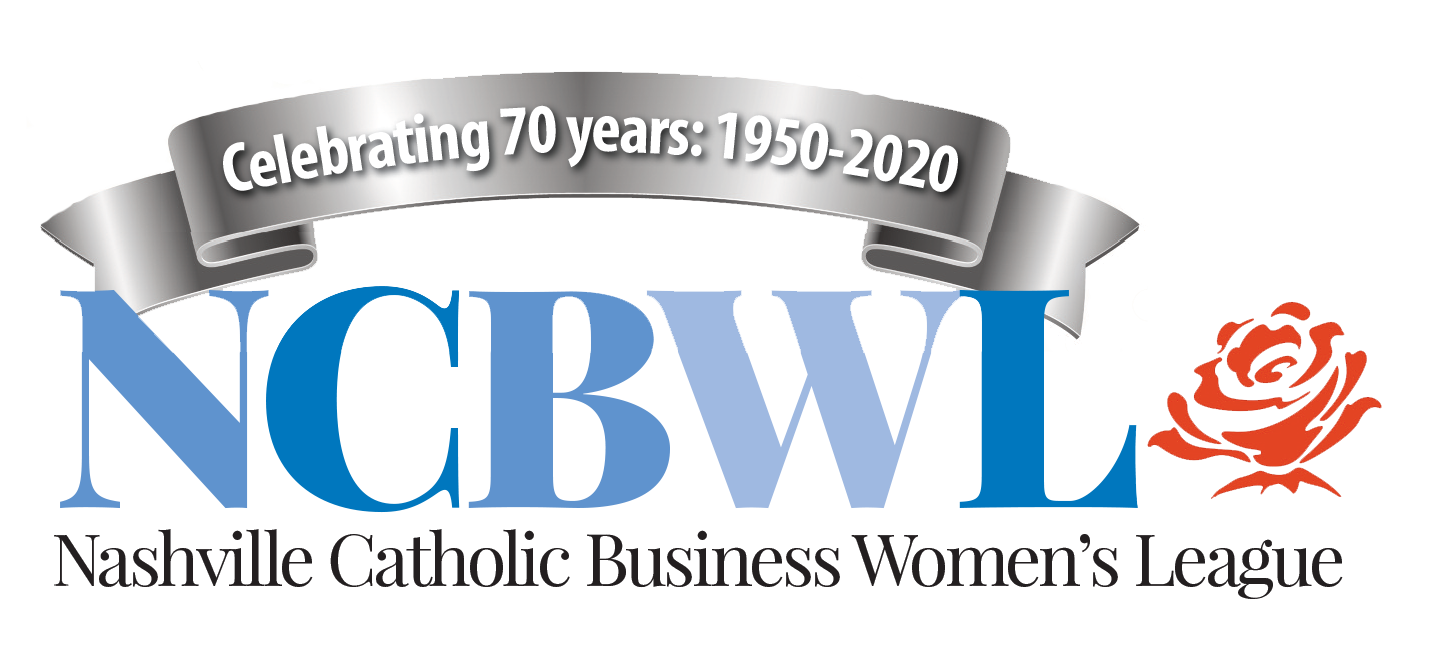 Celebrating 70 years: 1950-2020
NCBWL
Nashville Catholic Business Women’s League